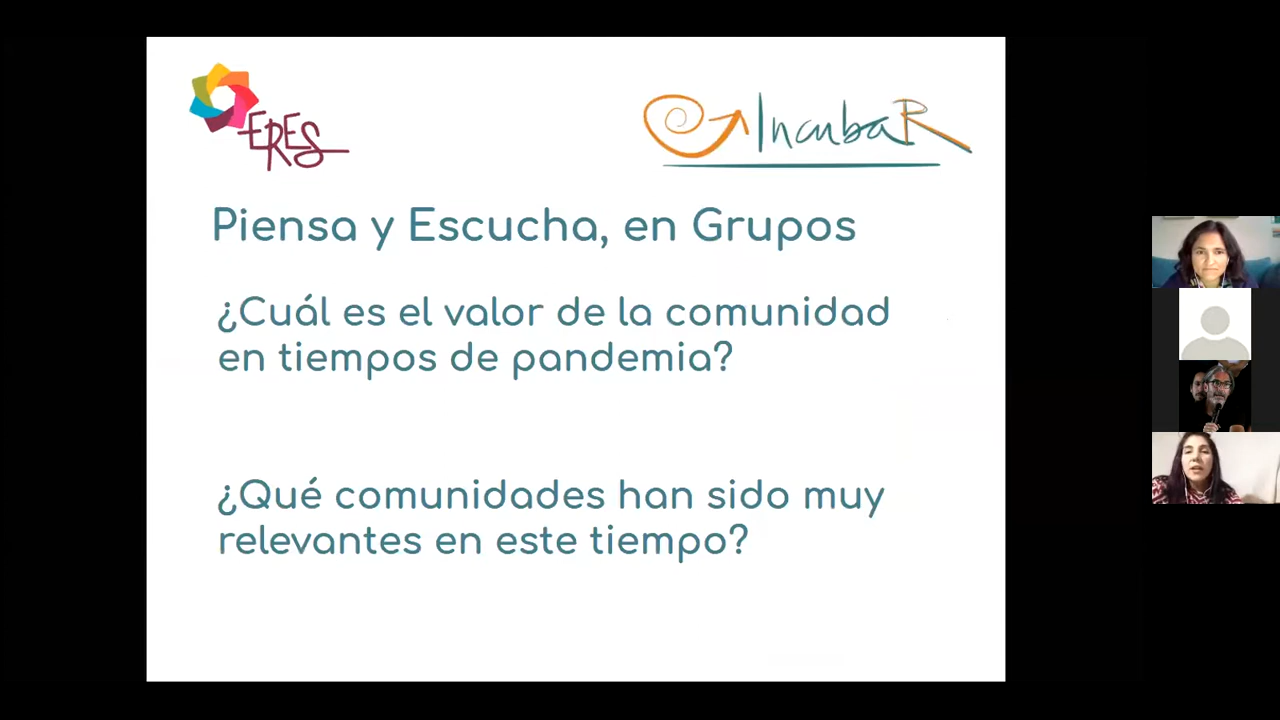 ERES
IncubaR
Piensa y Escucha, en Grupos
¿Cuál es el valor de la comunidad
en tiempos de pandemia?
¿Qué comunidades han sido muy
relevantes en este tiempo?